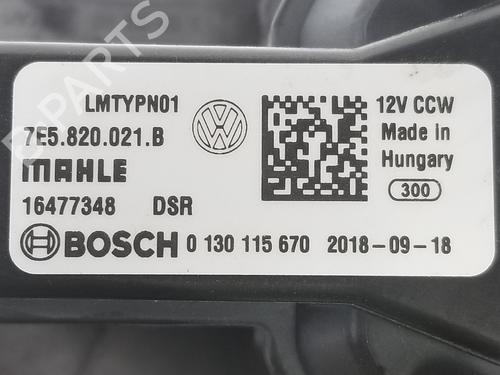 LMTYPN01
7E5.820.021.B
MAHLE
16477348 DSR
BOSCH 0 130 115 670 2018-09-18
12V CCW
Made in
Hungary
300